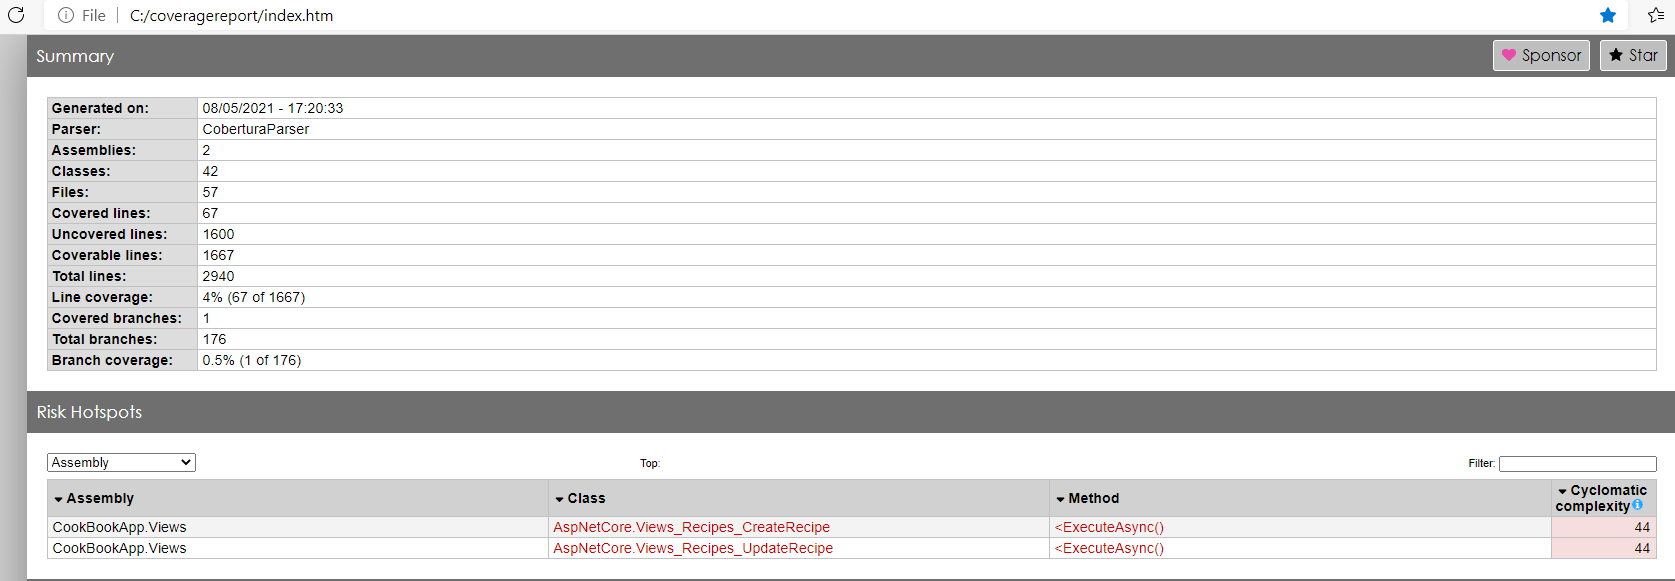 File C:/coveragereport/index.htm
Summary Sponsor Star
Generated on: 08/05/2021 - 17:20:33
Parser: CoberturaParser
Assemblies: 2
Classes: 42
Files: 57
Covered lines: 67
Uncovered lines: 1600
Coverable lines: 1667
Total lines: 2940
Line coverage: 4% (67 of 1667)
Covered branches: 1
Total branches: 176
Branch coverage: 0.5% (1 of 176)
Risk Hotspots
Assembly Top: Filter:
Assembly Class Method Cyclomatic
complexity
CookBookApp.Views AspNetCore.Views_Recipes_CreateRecipe <ExecuteAsync() 44
CookBookApp.Views AspNetCore.Views_Recipes_UpdateRecipe <ExecuteAsync() 44